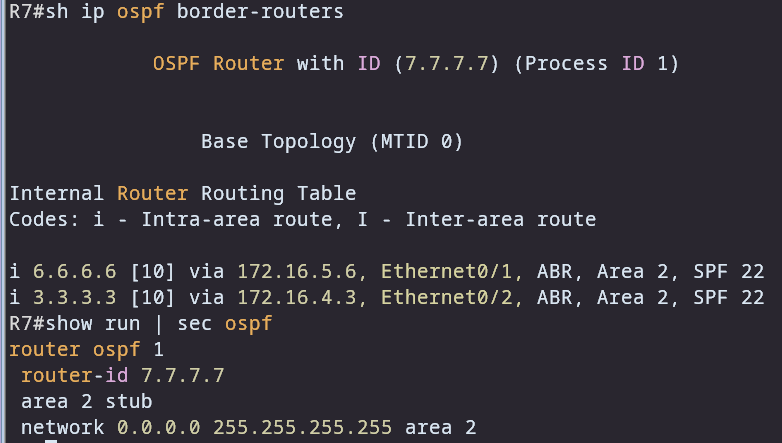 R7#sh ip ospf border-routers
OSPF Router with ID (7.7.7.7) (Process ID 1)
Base Topology (MTID 0)
Internal Router Routing Table
Codes: i - Intra-area route, I - Inter-area route
i 6.6.6.6 [10] via 172.16.5.6, Ethernet0/1, ABR, Area 2, SPF 22
i 3.3.3.3 [10] via 172.16.4.3, Ethernet0/2, ABR, Area 2, SPF 22
R7#show run | sec ospf
router ospf 1
router-id 7.7.7.7
area 2 stub
network 0.0.0.0 255.255.255.255 area 2